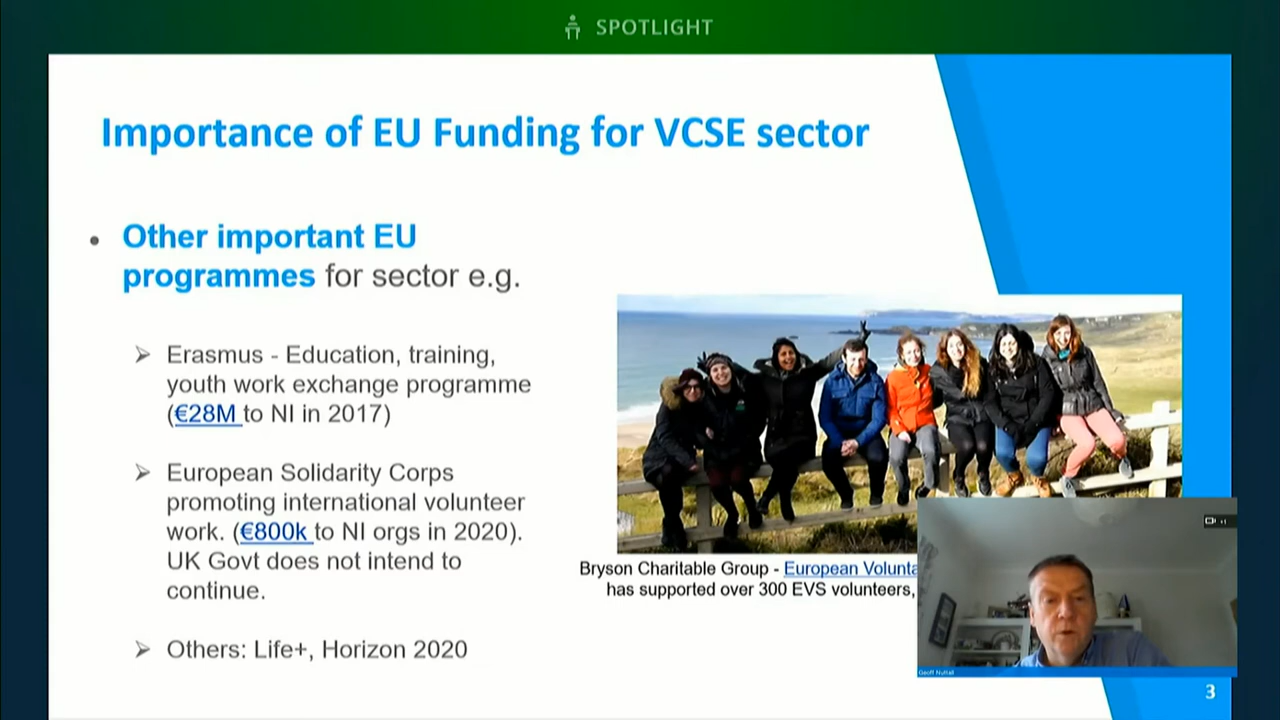 SPOTLIGHT
Importance of EU Funding for VCSE sector
• Other important EU
programmes for sector e.g.
Erasmus - Education, training,
youth work exchange programme
(€28M to NI in 2017)
European Solidarity Corps
promoting international volunteer
work. (€800k to NI orgs in 2020).
UK Govt does not intend to
continue.
Others: Life+, Horizon 2020
Bryson Charitable Group - European Volunta
has supported over 300 EVS volunteers,
Geoff Nuttall
3